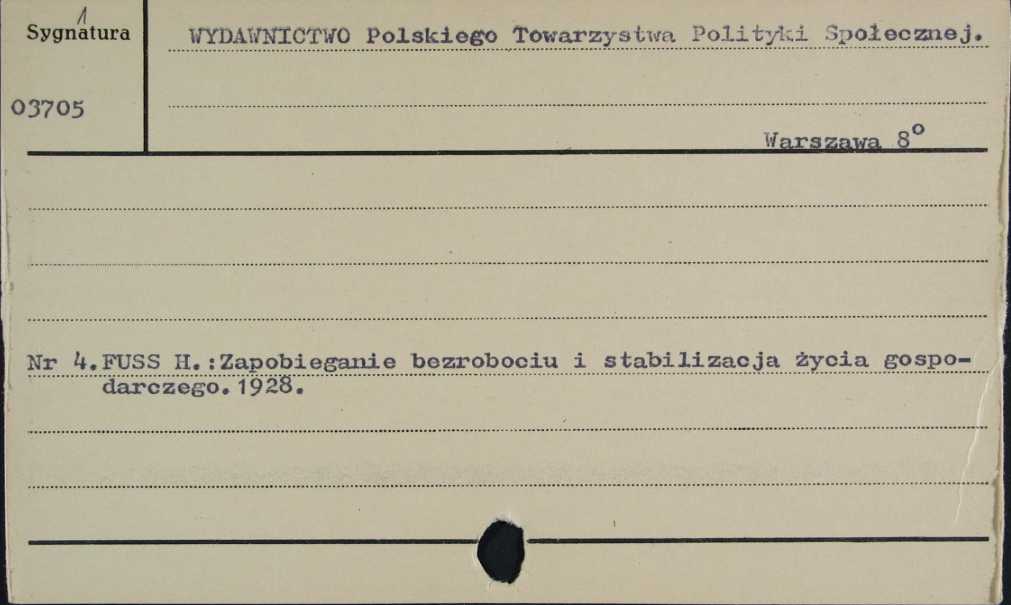 1
Sygnatura
WYDAWNICTWO Polskiego Towarzystwa Polityki Społecznej.
03705
Warszawa 8°
Nr 4.FUSS H.:Zapobieganie bezrobociu i stabilizacja życia gospo-
darczego.1928.